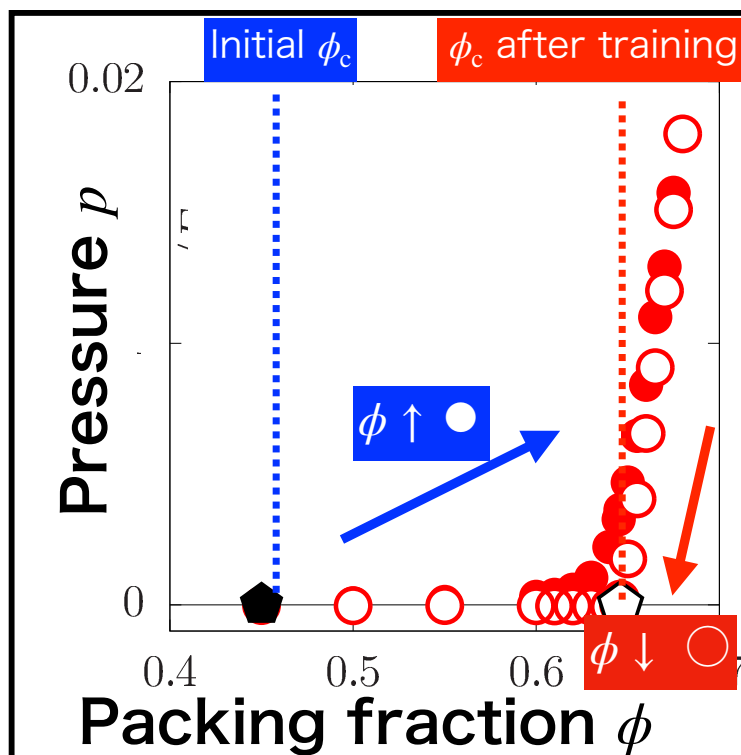 Initial ϕc
ϕc after training
0.02
Pressure p
ϕ ↑
0
ϕ ↓
0.4
0.5
0.6
Packing fraction ϕ